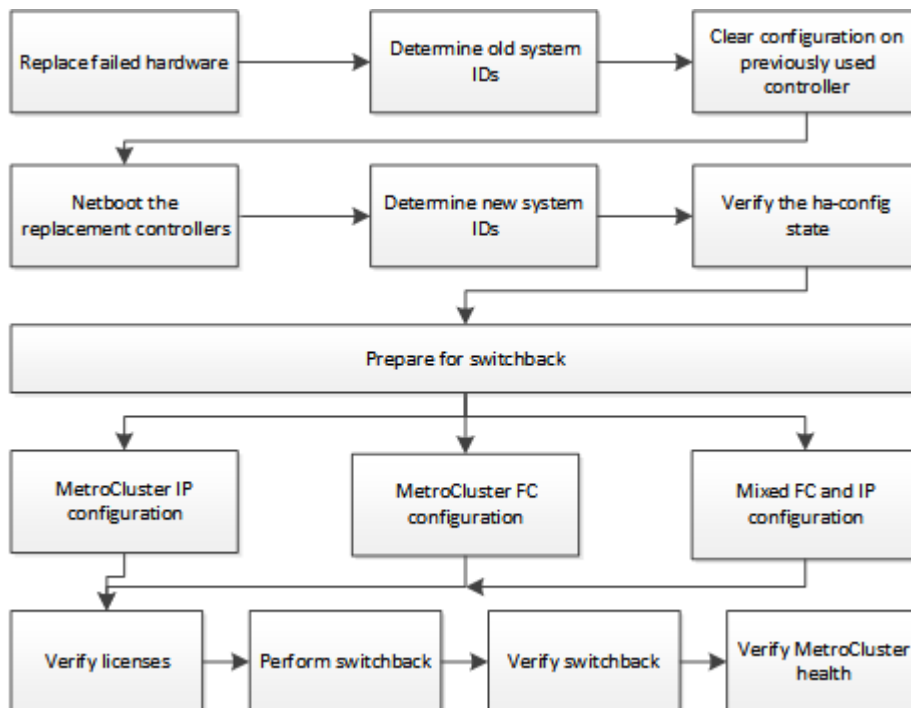 Replace failed hardware
Determine old system
IDs
Clear configuration on
previously used
controller
Netboot the
replacement controllers
Determine new system
IDs
Verify the ha-config
state
Prepare for switchback
MetroCluster IP
configuration
MetroCluster FC
configuration
Mixed FC and IP
configuration
Verify licenses
Perform switchback
Verify switchback
Verify MetroCluster
health